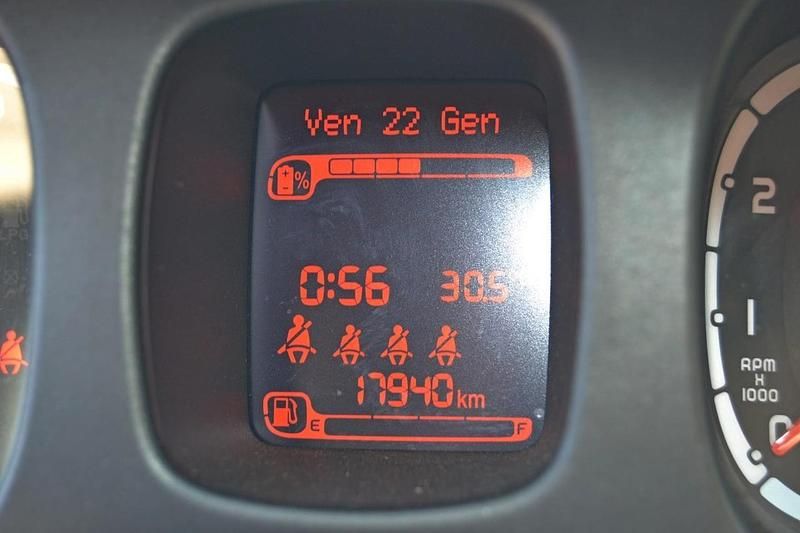 Ven 22 Gen
+ - %
0:56 30.5
17940 km
E F
2
1
RPM
X
1000
0